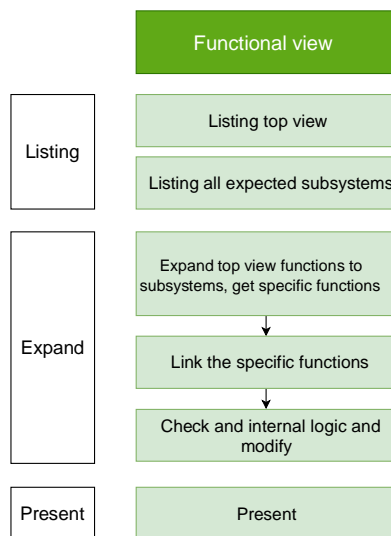 Functional view
Listing
Listing top view
Listing all expected subsystems
Expand
Expand top view functions to
subsystems, get specific functions
Link the specific functions
Check and internal logic and
modify
Present
Present